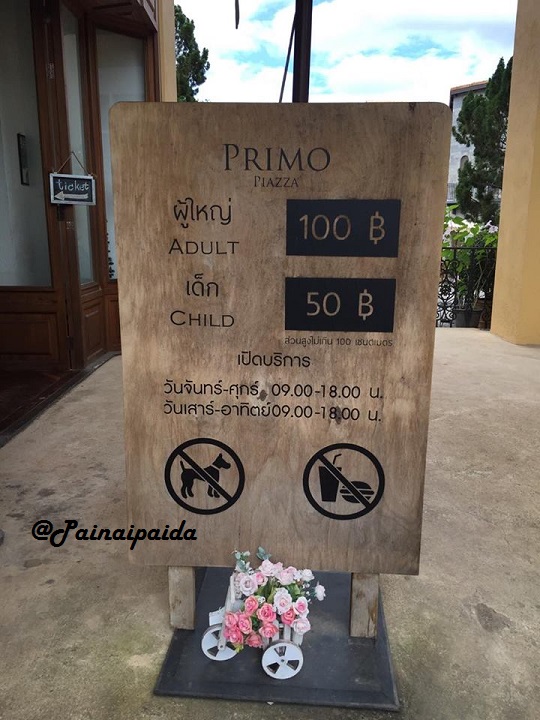 PRIMO
PIAZZA
ticket
ผู้ใหญ่
ADULT
100 ฿
เด็ก
CHILD
50 ฿
ส่วนสูงไม่เกิน 100 เซนติเมตร
เปิดบริการ
วันจันทร์-ศุกร์ 09.00-18.00 น.
วันเสาร์-อาทิตย์ 09.00-18.00 น.
@Painaipaida